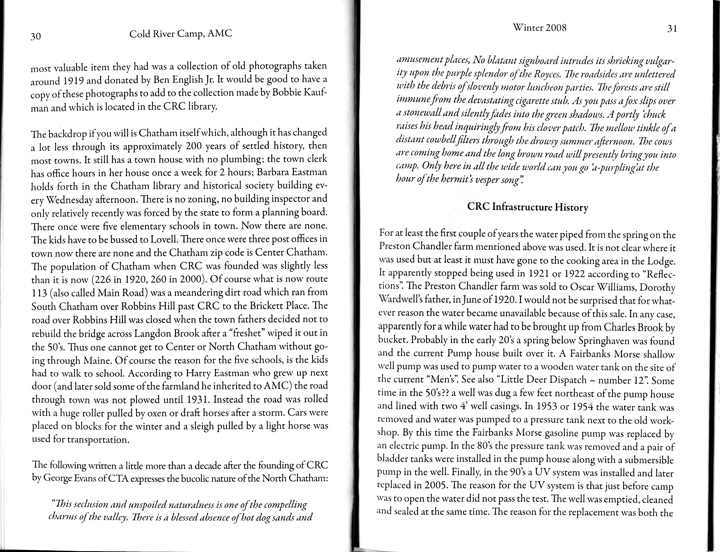 30
Cold River Camp, AMC
most valuable item they had was a collection of old photographs taken
around 1919 and donated by Ben English Jr. It would be good to have a
copy of these photographs to add to the collection made by Bobbie Kauf-
man and which is located in the CRC library.
The backdrop if you will is Chatham itself which, although it has changed
a lot less through its approximately 200 years of settled history, then
most towns. It still has a town house with no plumbing; the town clerk
has office hours in her house once a week for 2 hours; Barbara Eastman
holds forth in the Chatham library and historical society building ev-
ery Wednesday afternoon. There is no zoning, no building inspector and
only relatively recently was forced by the state to form a planning board.
There once were five elementary schools in town. Now there are none.
The kids have to be bussed to Lovell. There once were three post offices in
town now there are none and the Chatham zip code is Center Chatham.
The population of Chatham when CRC was founded was slightly less
than it is now (226 in 1920, 260 in 2000). Of course what is now route
113 (also called Main Road) was a meandering dirt road which ran from
South Chatham over Robbins Hill past CRC to the Brickett Place. The
road over Robbins Hill was closed when the town fathers decided not to
rebuild the bridge across Langdon Brook after a "freshet" wiped it out in
the 50's. Thus one cannot get to Center or North Chatham without go-
ing through Maine. Of course the reason for the five schools, is the kids
had to walk to school. According to Harry Eastman who grew up next
door (and later sold some of the farmland he inherited to AMC) the road
through town was not plowed until 1931. Instead the road was rolled
with a huge roller pulled by oxen or draft horses after a storm. Cars were
placed on blocks for the winter and a sleigh pulled by a light horse was
used for transportation.
The following written a little more than a decade after the founding of CRC
by George Evans of CTA expresses the bucolic nature of the North Chatham:
"This seclusion and unspoiled naturalness is one of the compelling
charms of the valley. There is a blessed absence of hot dog sands and
Winter 2008
31
amusement places, No blatant signboard intrudes its shrieking vulgar-
ity upon the purple splendor of the Royces. The roadsides are unlettered
with the debris of slovenly motor luncheon parties. The forests are still
immune from the devastating cigarette stub. As you pass a fox slips over
a stonewall and silently fades into the green shadows. A portly 'chuck
raises his head inquiringly from his clover patch. The mellow tinkle of a
distant cowbell filters through the drowsy summer afternoon. The cows
are coming home and the long brown road will presently bring you into
camp. Only here in all the wide world can you go 'a-purpling'at the
hour of the hermit's vesper song".
CRC Infrastructure History
For at least the first couple of years the water piped from the spring on the
Preston Chandler farm mentioned above was used. It is not clear where it
was used but at least it must have gone to the cooking area in the Lodge.
It apparently stopped being used in 1921 or 1922 according to "Reflec-
tions". The Preston Chandler farm was sold to Oscar Williams, Dorothy
Wardwell's father, in June of 1920. I would not be surprised that for what-
ever reason the water became unavailable because of this sale. In any case,
apparently for a while water had to be brought up from Charles Brook by
bucket. Probably in the early 20's a spring below Springhaven was found
and the current Pump house built over it. A Fairbanks Morse shallow
well pump was used to pump water to a wooden water tank on the site of
the current "Men's". See also "Little Deer Dispatch – number 12". Some
time in the 50's?? a well was dug a few feet northeast of the pump house
and lined with two 4' well casings. In 1953 or 1954 the water tank was
removed and water was pumped to a pressure tank next to the old work-
shop. By this time the Fairbanks Morse gasoline pump was replaced by
an electric pump. In the 80's the pressure tank was removed and a pair of
bladder tanks were installed in the pump house along with a submersible
pump in the well. Finally, in the 90's a UV system was installed and later
replaced in 2005. The reason for the UV system is that just before camp
was to open the water did not pass the test. The well was emptied, cleaned
and sealed at the same time. The reason for the replacement was both the